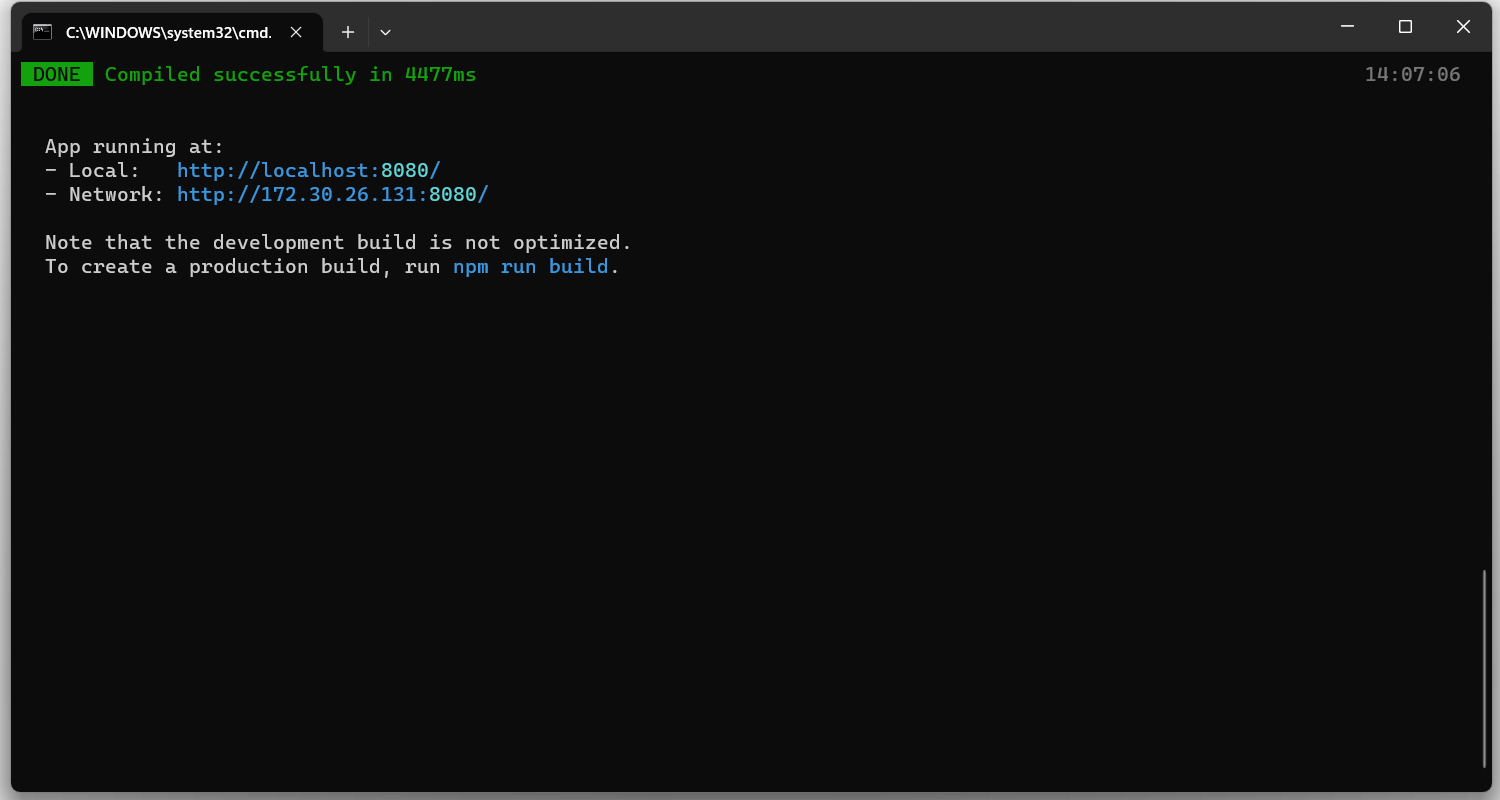 C:\WINDOWS\system32\cmd.
DONE Compiled successfully in 4477ms 14:07:06
App running at:
- Local: http://localhost:8080/
- Network: http://172.30.26.131:8080/
Note that the development build is not optimized.
To create a production build, run npm run build.